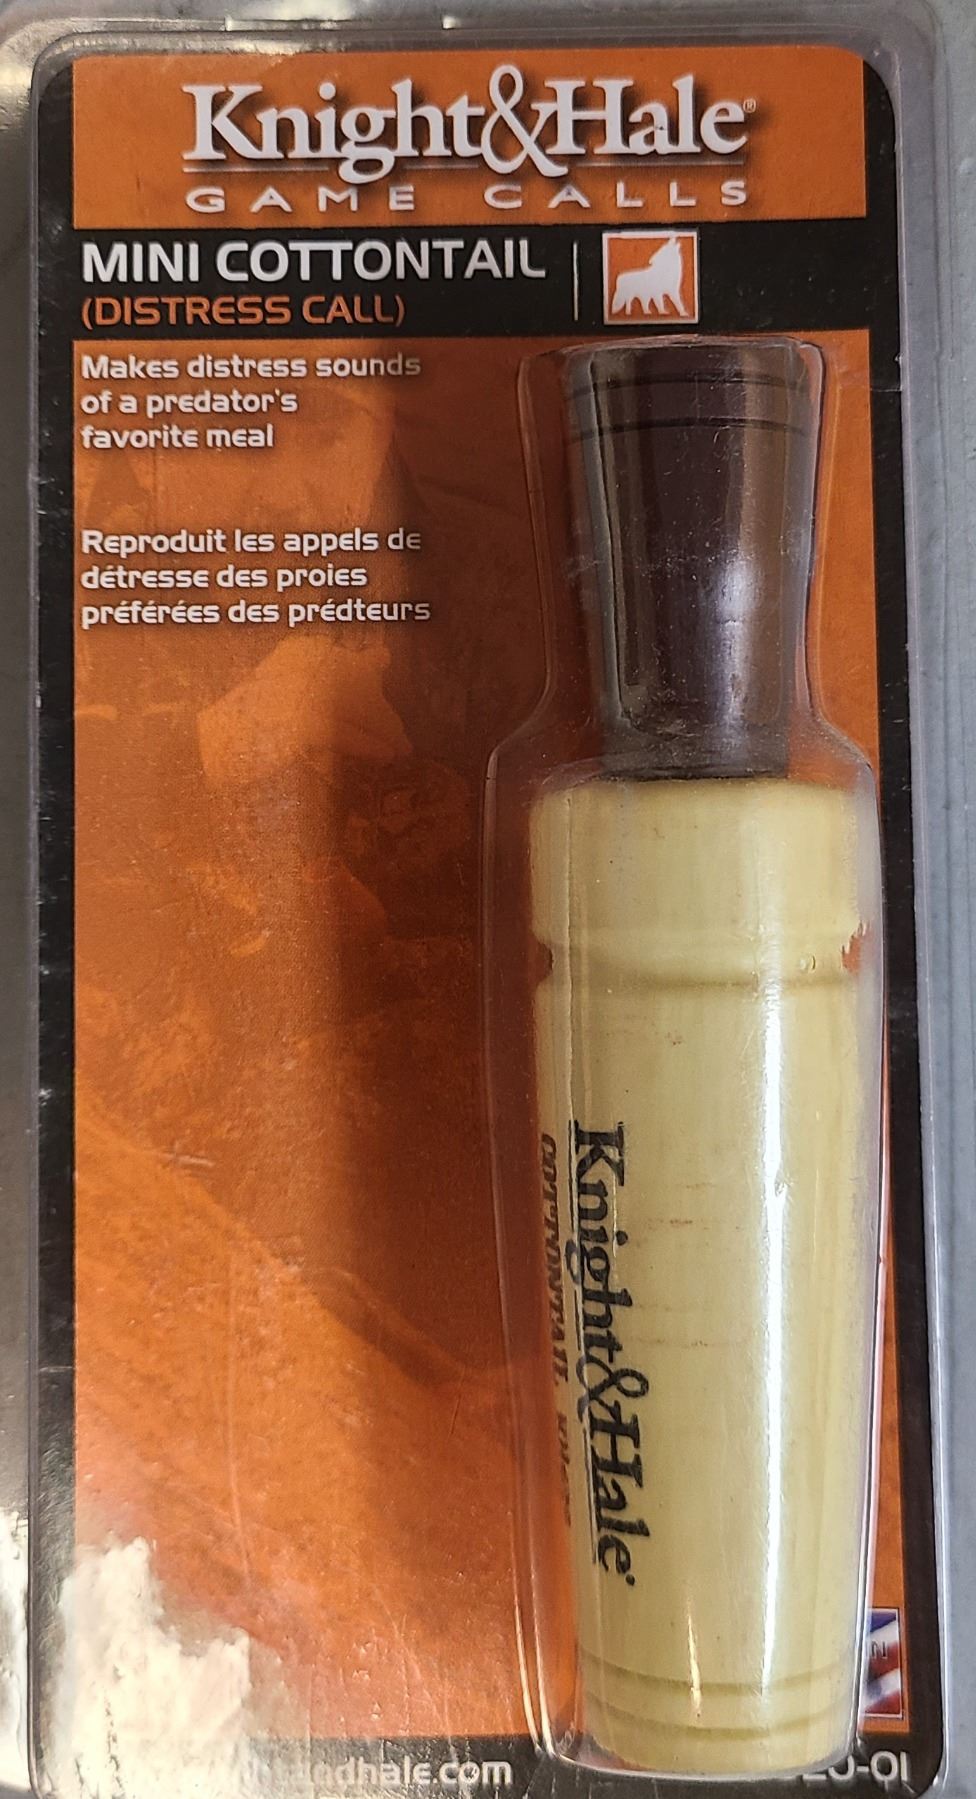 Knight&Hale®
GAME CALLS
MINI COTTONTAIL
(DISTRESS CALL)
Makes distress sounds
of a predator's
favorite meal
Reproduit les appels de
détresse des proies
préférées des prédteurs
Knight&Hale
COTTONTAIL